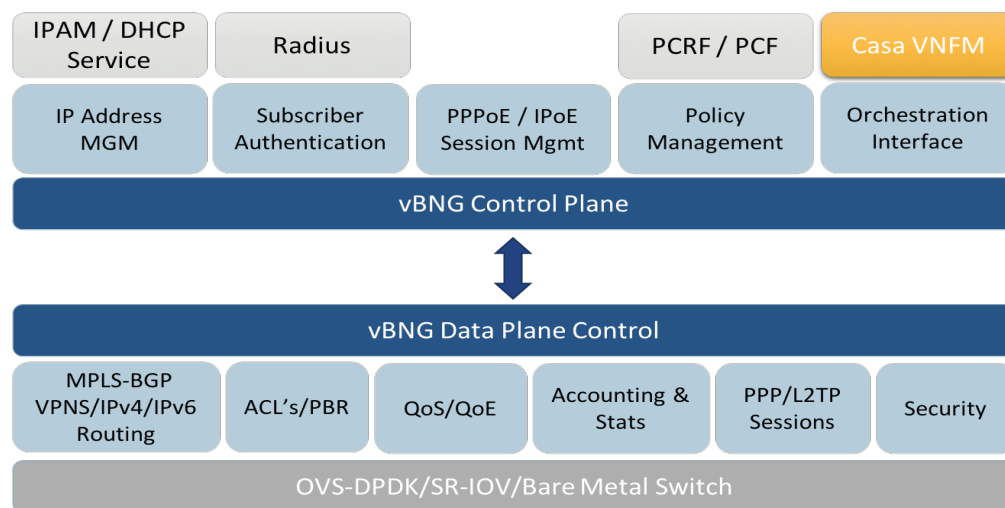 IPAM / DHCP
Service
Radius
PCRF / PCF
Casa VNFM
IP Address
MGM
Subscriber
Authentication
PPPoE / IPoE
Session Mgmt
Policy
Management
Orchestration
Interface
vBNG Control Plane
vBNG Data Plane Control
MPLS-BGP
VPNS/IPv4/IPv6
Routing
ACL's/PBR
QoS/QoE
Accounting &
Stats
PPP/L2TP
Sessions
Security
OVS-DPDK/SR-IOV/Bare Metal Switch